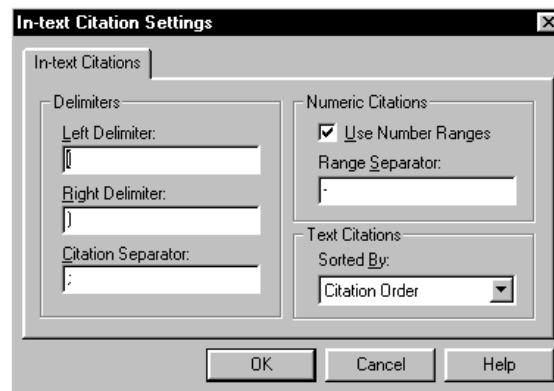 In-text Citation Settings
In-text Citations
Delimiters
Left Delimiter:
Right Delimiter:
)
Citation Separator:
;
Numeric Citations
Use Number Ranges
Range Separator:
-
Text Citations
Sorted By:
Citation Order
OK
Cancel
Help